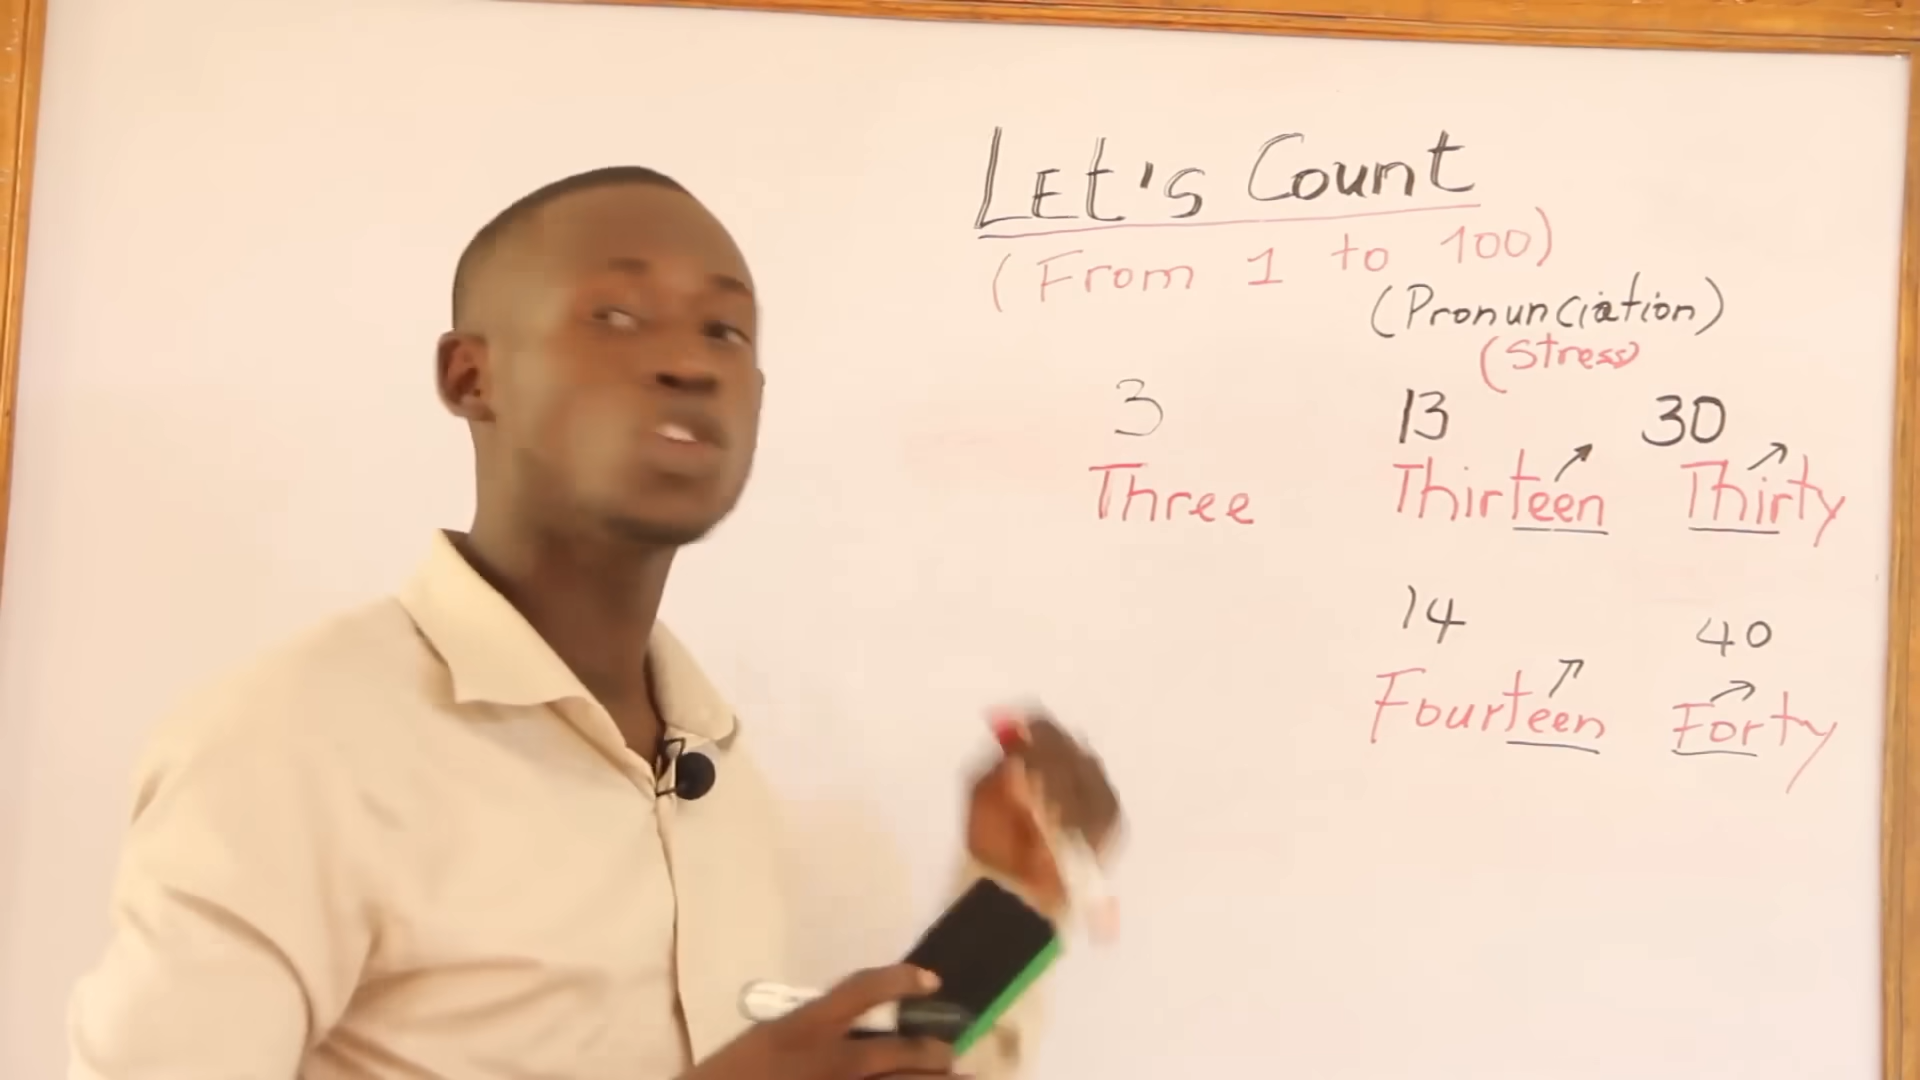 LEt's Count
(From 1 to 100)
(Pronunciation)
(Stress)
3 13 30
Three Thirteen Thirty
14 40
Fourteen Forty